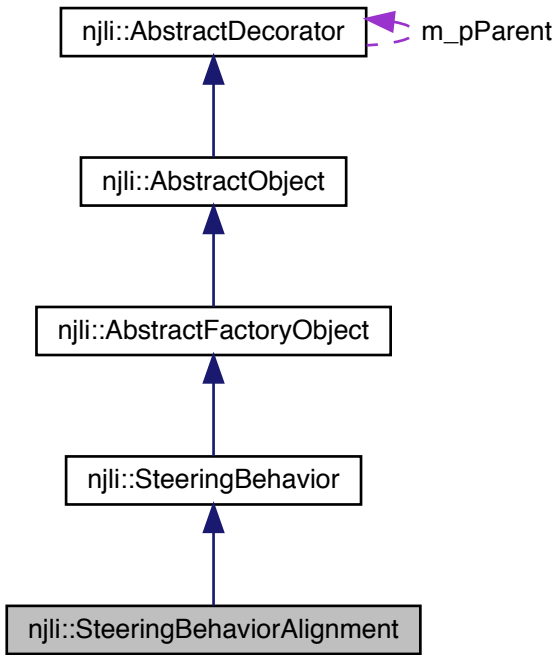 njli::AbstractDecorator
m_pParent
njli::AbstractObject
njli::AbstractFactoryObject
njli::SteeringBehavior
njli::SteeringBehaviorAlignment